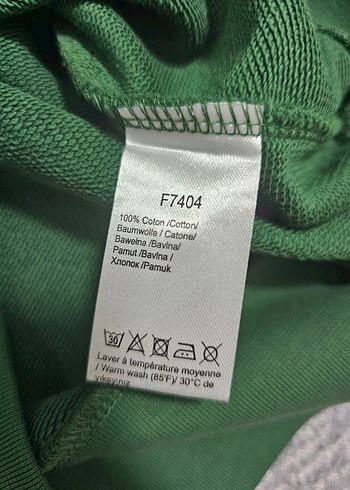 F7404
100% Coton /Cotton/
Baumwolle / Catone/
Bawełna /Bavlna/
Pamut /Bavlna /
Хлопок /Pamuk
30
Laver à température moyenne
/ Warm wash (85°F)/ 30°C de
yıkayınız